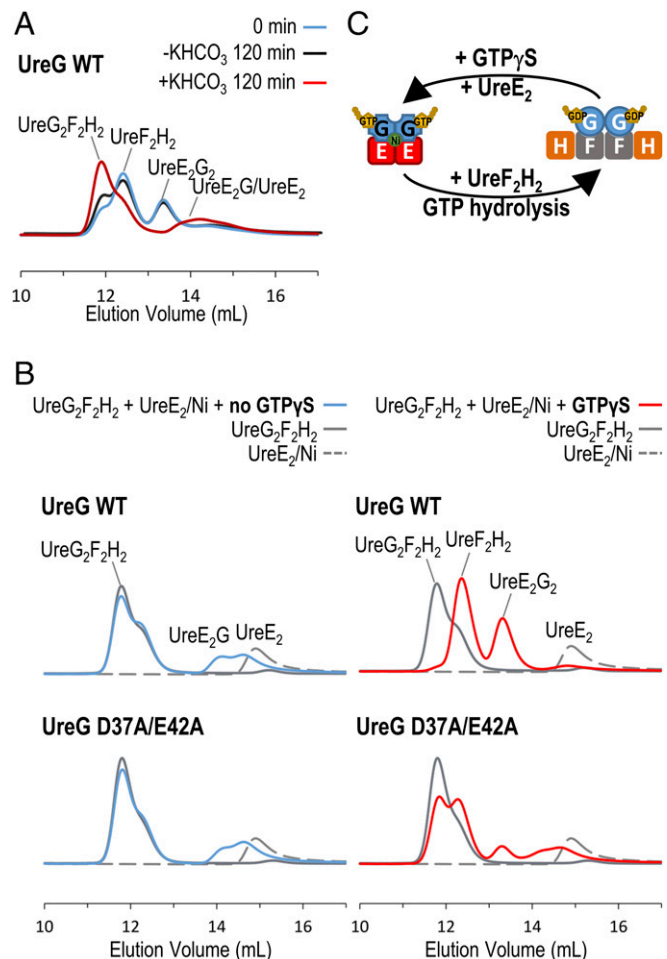 A
0 min
-KHCO₃ 120 min
+KHCO₃ 120 min
UreG WT
UreG₂F₂H₂
UreF₂H₂
UreE₂G₂
UreE₂G/UreE₂
10 12 14 16
Elution Volume (mL)
C
+ GTPγS
+ UreE₂
GTP GTP
G G
Ni
E E
GDP GDP
G G
H F F H
+ UreF₂H₂
GTP hydrolysis
B
UreG₂F₂H₂ + UreE₂/Ni + no GTPγS
UreG₂F₂H₂
UreE₂/Ni
UreG₂F₂H₂ + UreE₂/Ni + GTPγS
UreG₂F₂H₂
UreE₂/Ni
UreG WT
UreG₂F₂H₂
UreE₂G
UreE₂
UreG WT
UreG₂F₂H₂
UreF₂H₂
UreE₂G₂
UreE₂
UreG D37A/E42A
UreG D37A/E42A
10 12 14 16
Elution Volume (mL)
10 12 14 16
Elution Volume (mL)